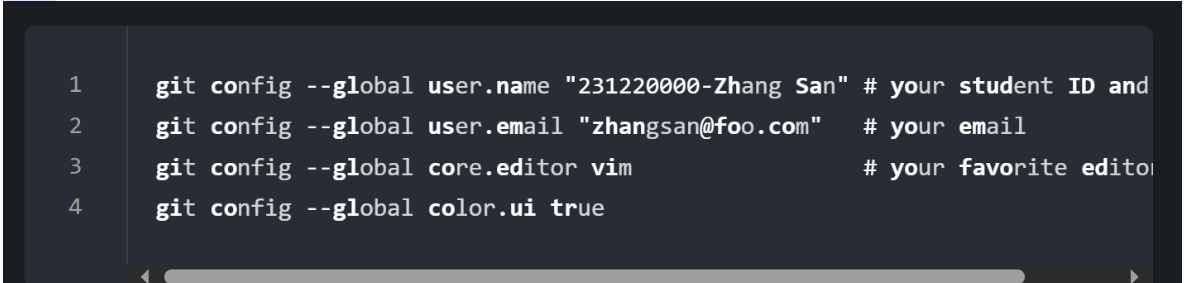 1 git config --global user.name "231220000-Zhang San" # your student ID and
2 git config --global user.email "zhangsan@foo.com" # your email
3 git config --global core.editor vim # your favorite editor
4 git config --global color.ui true